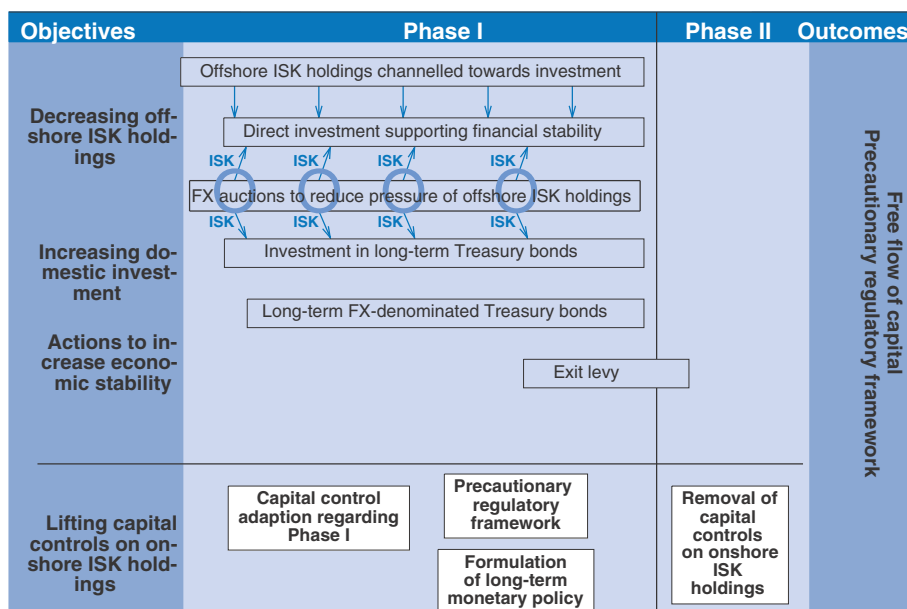 Objectives
Phase I
Phase II
Outcomes
Offshore ISK holdings channelled towards investment
Decreasing off-
shore ISK hold-
ings
Direct investment supporting financial stability
ISK ISK ISK ISK
FX auctions to reduce pressure of offshore ISK holdings
ISK ISK ISK ISK
Increasing do-
mestic invest-
ment
Investment in long-term Treasury bonds
Long-term FX-denominated Treasury bonds
Actions to in-
crease econo-
mic stability
Exit levy
Free flow of capital
Precautionary regulatory framework
Lifting capital
controls on on-
shore ISK hold-
ings
Capital control
adaption regarding
Phase I
Precautionary
regulatory
framework
Formulation
of long-term
monetary policy
Removal of
capital
controls
on onshore
ISK
holdings